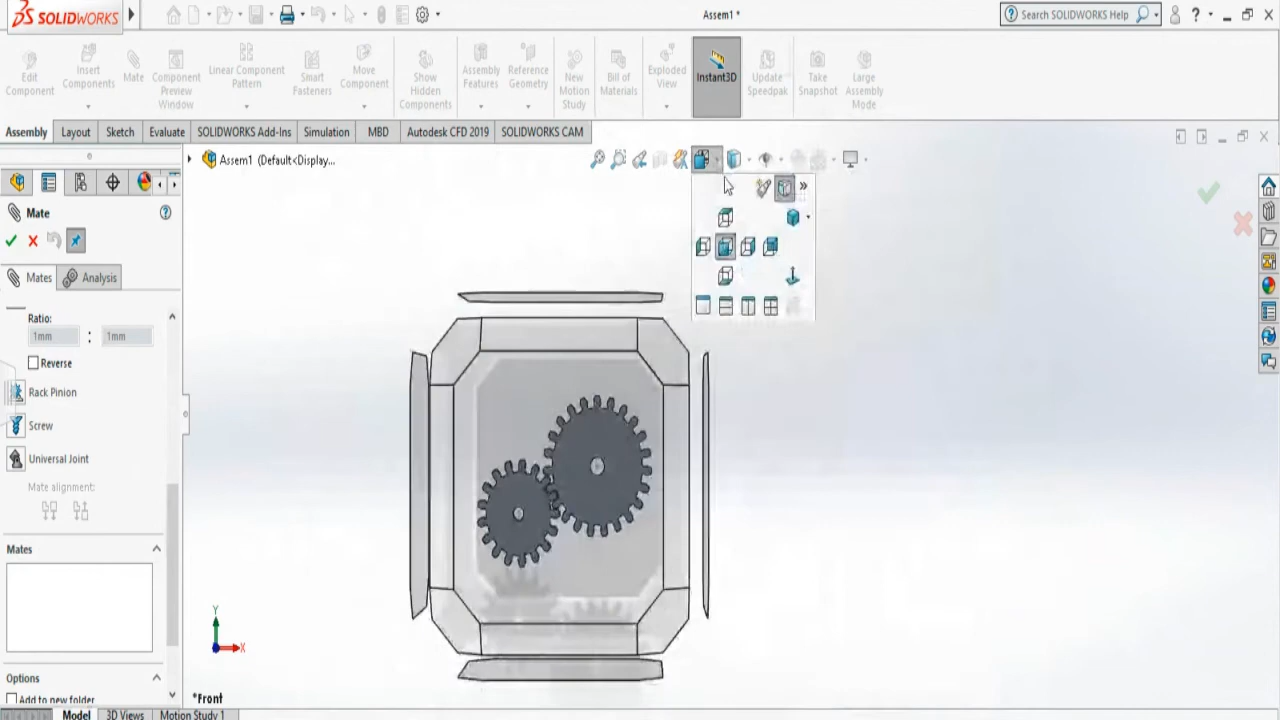 SOLIDWORKS
Assem1 *
Search SOLIDWORKS Help
Edit
Component
Insert
Components
Mate
Component
Preview
Window
Linear Component
Pattern
Smart
Fasteners
Move
Component
Show
Hidden
Components
Assembly
Features
Reference
Geometry
New
Motion
Study
Bill of
Materials
Exploded
View
Instant3D
Update
Speedpak
Take
Snapshot
Large
Assembly
Mode
Assembly
Layout
Sketch
Evaluate
SOLIDWORKS Add-Ins
Simulation
MBD
Autodesk CFD 2019
SOLIDWORKS CAM
Assem1 (Default<Display...
Mate
Mates
Analysis
Ratio:
1mm : 1mm
Reverse
Rack Pinion
Screw
Universal Joint
Mate alignment:
Mates
Options
Add to new folder
Y
X
*Front
Model
3D Views
Motion Study 1